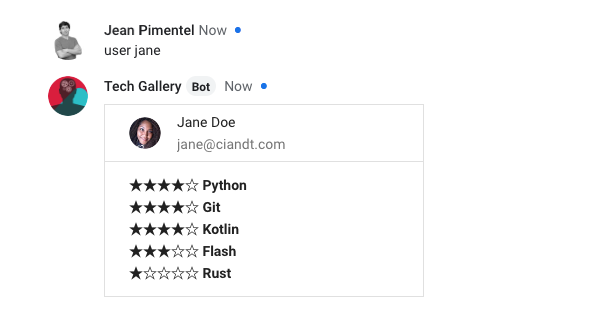 Jean Pimentel Now
user jane
Tech Gallery Bot Now
Jane Doe
jane@ciandt.com
★★★★☆ Python
★★★★☆ Git
★★★★☆ Kotlin
★★★☆☆ Flash
★☆☆☆☆ Rust